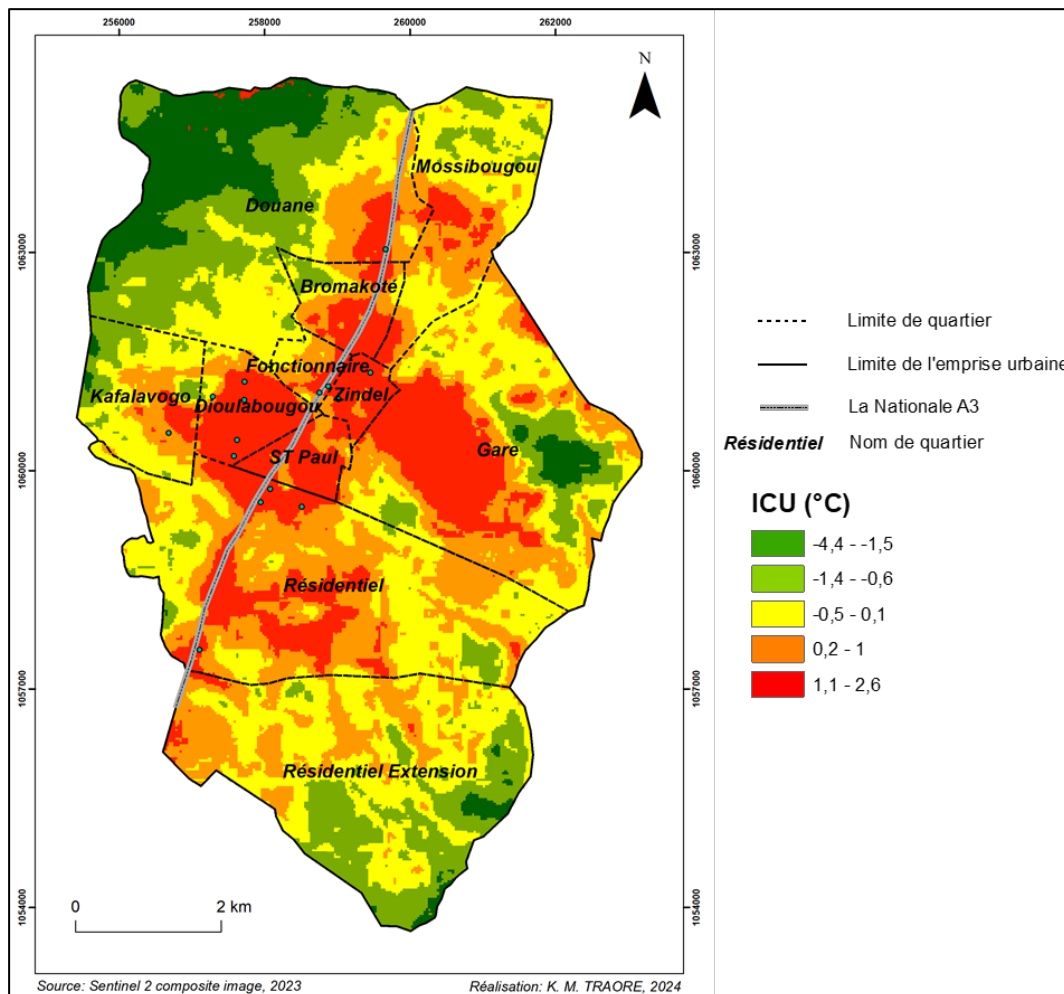 256000 258000 260000 262000
N
Mossibougou
Douane
1063000 1063000
Bromakoté
Fonctionnaire
Kafalavogo Zindel
Dioulabougou
Gare
ST Paul
1060000 1060000
Résidentiel
1057000 1057000
Résidentiel Extension
0 2 km
1054000 1054000
Source: Sentinel 2 composite image, 2023 Réalisation: K. M. TRAORE, 2024
Limite de quartier
Limite de l'emprise urbaine
La Nationale A3
Résidentiel Nom de quartier
ICU (°C)
-4,4 - -1,5
-1,4 - -0,6
-0,5 - 0,1
0,2 - 1
1,1 - 2,6